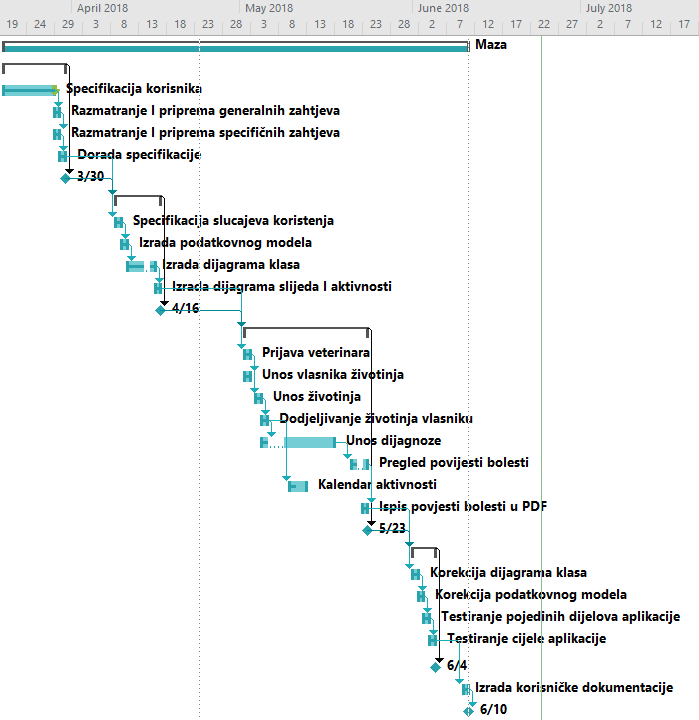 April 2018 May 2018 June 2018 July 2018
19 24 29 3 8 13 18 23 28 3 8 13 18 23 28 2 7 12 17 22 27 2 7 12 17
Maza
Specifikacija korisnika
Razmatranje I priprema generalnih zahtjeva
Razmatranje I priprema specifičnih zahtjeva
Dorada specifikacije
3/30
Specifikacija slucajeva koristenja
Izrada podatkovnog modela
Izrada dijagrama klasa
Izrada dijagrama slijeda I aktivnosti
4/16
Prijava veterinara
Unos vlasnika životinja
Unos životinja
Dodjeljivanje životinja vlasniku
Unos dijagnoze
Pregled povijesti bolesti
Kalendar aktivnosti
Ispis povjesti bolesti u PDF
5/23
Korekcija dijagrama klasa
Korekcija podatkovnog modela
Testiranje pojedinih dijelova aplikacije
Testiranje cijele aplikacije
6/4
Izrada korisničke dokumentacije
6/10